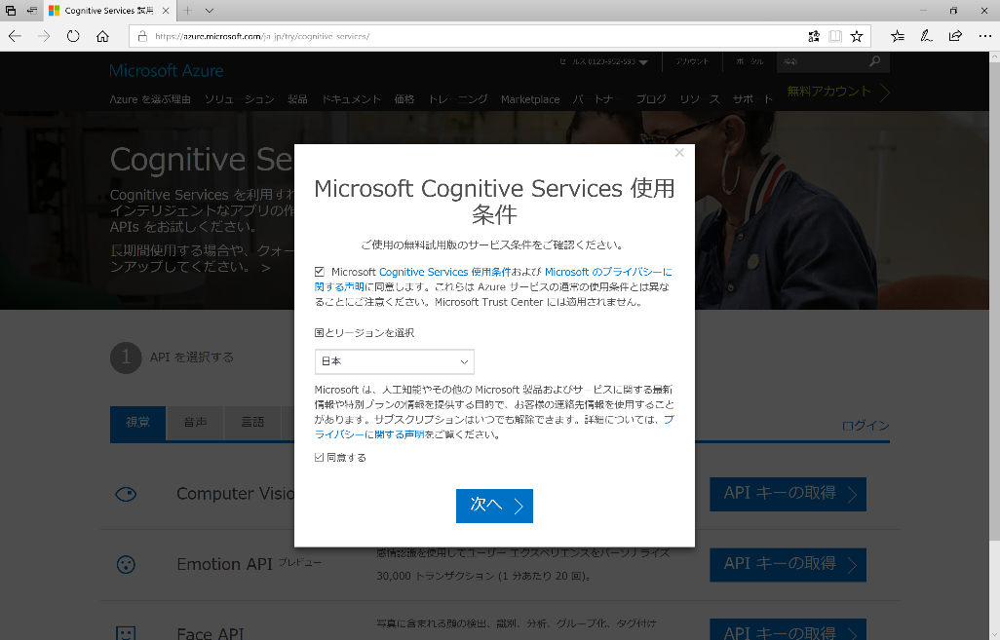 Cognitive Services 試用
https://azure.microsoft.com/ja-jp/try/cognitive-services/
Microsoft Azure
セールス 0120-952-593
アカウント
ポータル
検索
Azure を選ぶ理由 ソリューション 製品 ドキュメント 価格 トレーニング Marketplace パートナー ブログ リソース サポート
無料アカウント
Cognitive Se
Cognitive Services を利用す
インテリジェントなアプリの作
APIs をお試しください。
長期間使用する場合や、クォー
ンアップしてください。 >
Microsoft Cognitive Services 使用
条件
ご使用の無料試用版のサービス条件をご確認ください。
Microsoft Cognitive Services 使用条件および Microsoft のプライバシーに
関する声明に同意します。これらは Azure サービスの通常の使用条件とは異な
ることにご注意ください。Microsoft Trust Center には適用されません。
国とリージョンを選択
日本
Microsoft は、人工知能やその他の Microsoft 製品およびサービスに関する最新
情報や特別プランの情報を提供する目的で、お客様の連絡先情報を使用すること
があります。サブスクリプションはいつでも解除できます。詳細については、プ
ライバシーに関する声明をご覧ください。
同意する
次へ
1 API を選択する
視覚 音声 言語
ログイン
Computer Visio
API キーの取得
Emotion API プレビュー
感情認識を使用してユーザー エクスペリエンスをパーソナライズ
30,000 トランザクション (1 分あたり 20 回)。
API キーの取得
Face API
写真に含まれる顔の検出、識別、分析、グループ化、タグ付け
API キーの取得